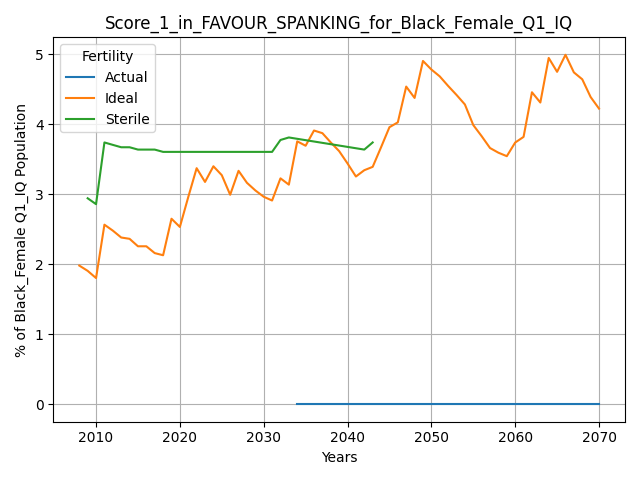 Score_1_in_FAVOUR_SPANKING_for_Black_Female_Q1_IQ
Fertility
Actual
Ideal
Sterile
% of Black_Female Q1_IQ Population
5
4
3
2
1
0
2010 2020 2030 2040 2050 2060 2070
Years